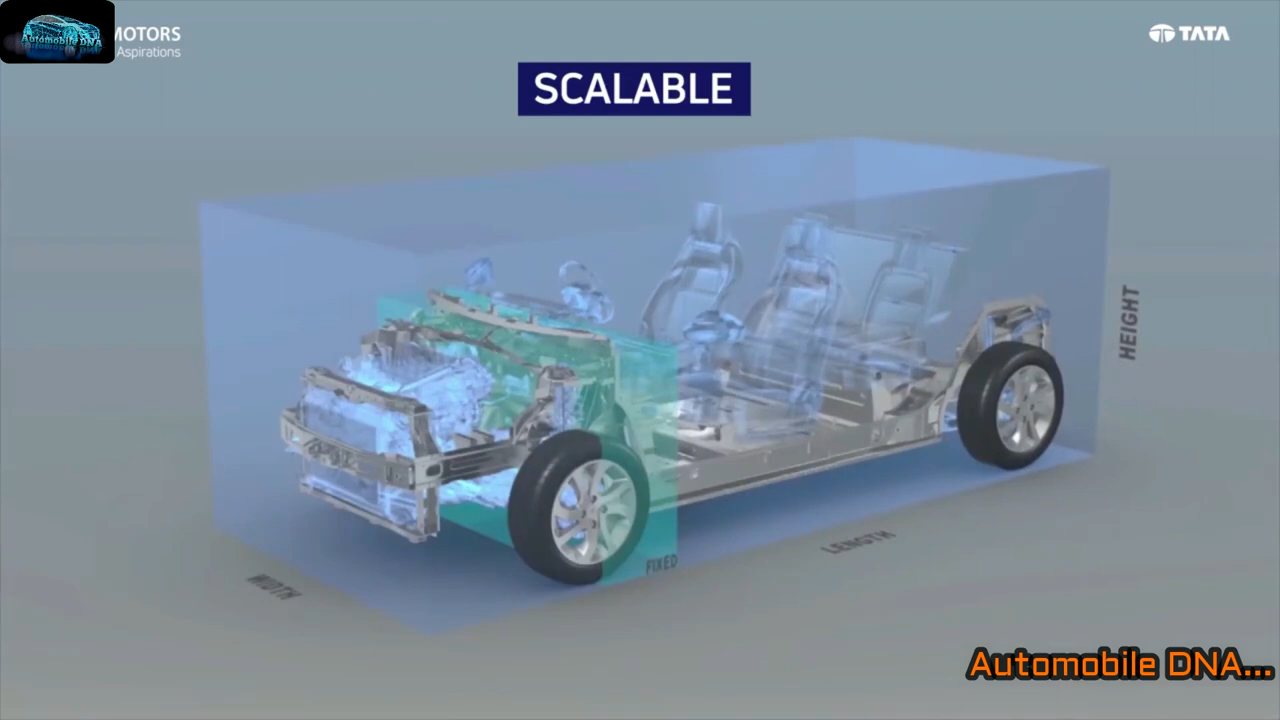 Automobile DNA
MOTORS
Aspirations
TATA
SCALABLE
HEIGHT
LENGTH
FIXED
WIDTH
Automobile DNA...